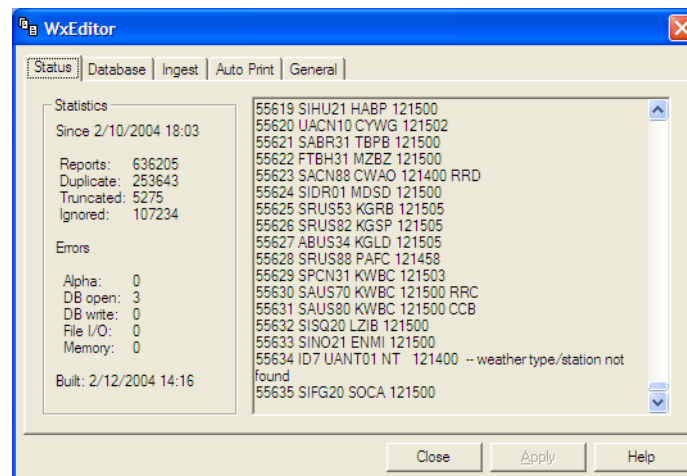 WxEditor
Status Database Ingest Auto Print General
Statistics
Since 2/10/2004 18:03
Reports: 636205
Duplicate: 253643
Truncated: 5275
Ignored: 107234
Errors
Alpha: 0
DB open: 3
DB write: 0
File I/O: 0
Memory: 0
Built: 2/12/2004 14:16
55619 SIHU21 HABP 121500
55620 UACN10 CYWG 121502
55621 SABR31 TBPB 121500
55622 FTBH31 MZBZ 121500
55623 SACN88 CWAO 121400 RRD
55624 SIDR01 MDSD 121500
55625 SRUS53 KGRB 121505
55626 SRUS82 KGSP 121505
55627 ABUS34 KGLD 121505
55628 SRUS88 PAFC 121458
55629 SPCN31 KWBC 121503
55630 SAUS70 KWBC 121500 RRC
55631 SAUS80 KWBC 121500 CCB
55632 SISQ20 LZIB 121500
55633 SINO21 ENMI 121500
55634 ID7 UANT01 NT 121400 -- weather type/station not
found
55635 SIFG20 SOCA 121500
Close Apply Help